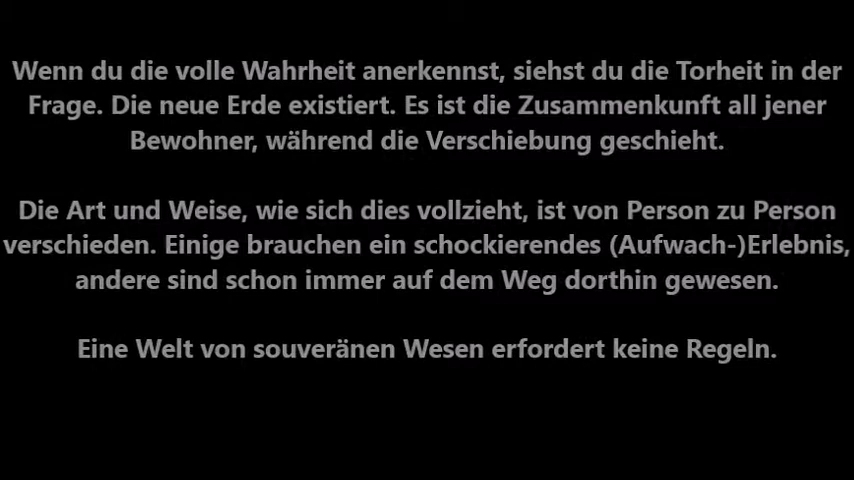 Wenn du die volle Wahrheit anerkennst, siehst du die Torheit in der
Frage. Die neue Erde existiert. Es ist die Zusammenkunft all jener
Bewohner, während die Verschiebung geschieht.
Die Art und Weise, wie sich dies vollzieht, ist von Person zu Person
verschieden. Einige brauchen ein schockierendes (Aufwach-)Erlebnis,
andere sind schon immer auf dem Weg dorthin gewesen.
Eine Welt von souveränen Wesen erfordert keine Regeln.